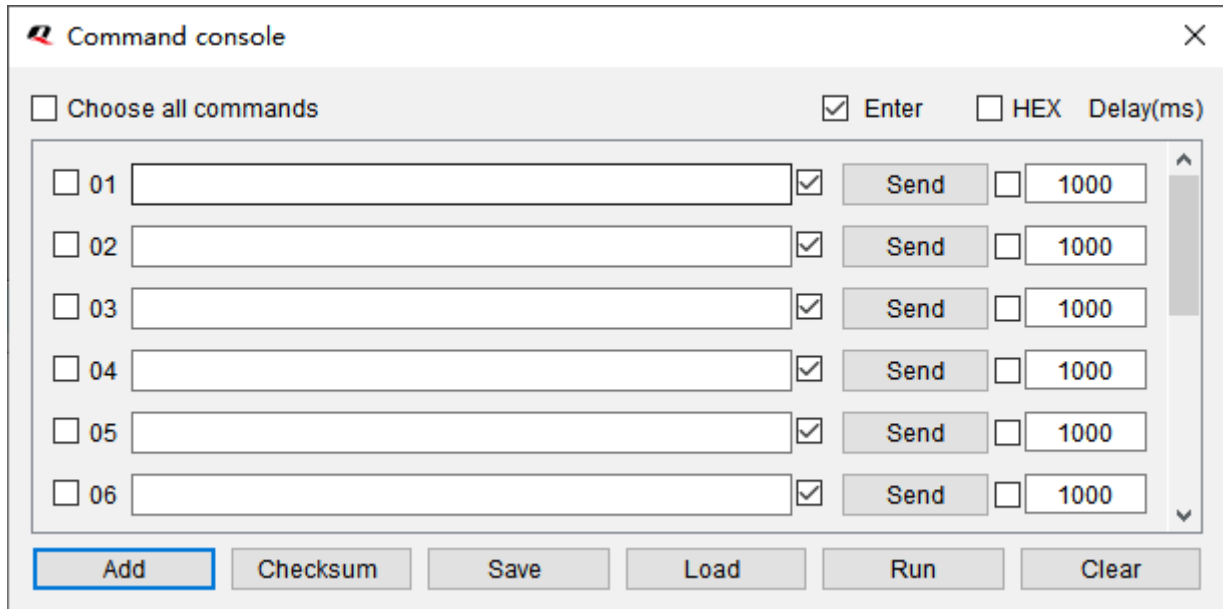 Command console
Choose all commands Enter HEX Delay(ms)
01 Send 1000
02 Send 1000
03 Send 1000
04 Send 1000
05 Send 1000
06 Send 1000
Add Checksum Save Load Run Clear